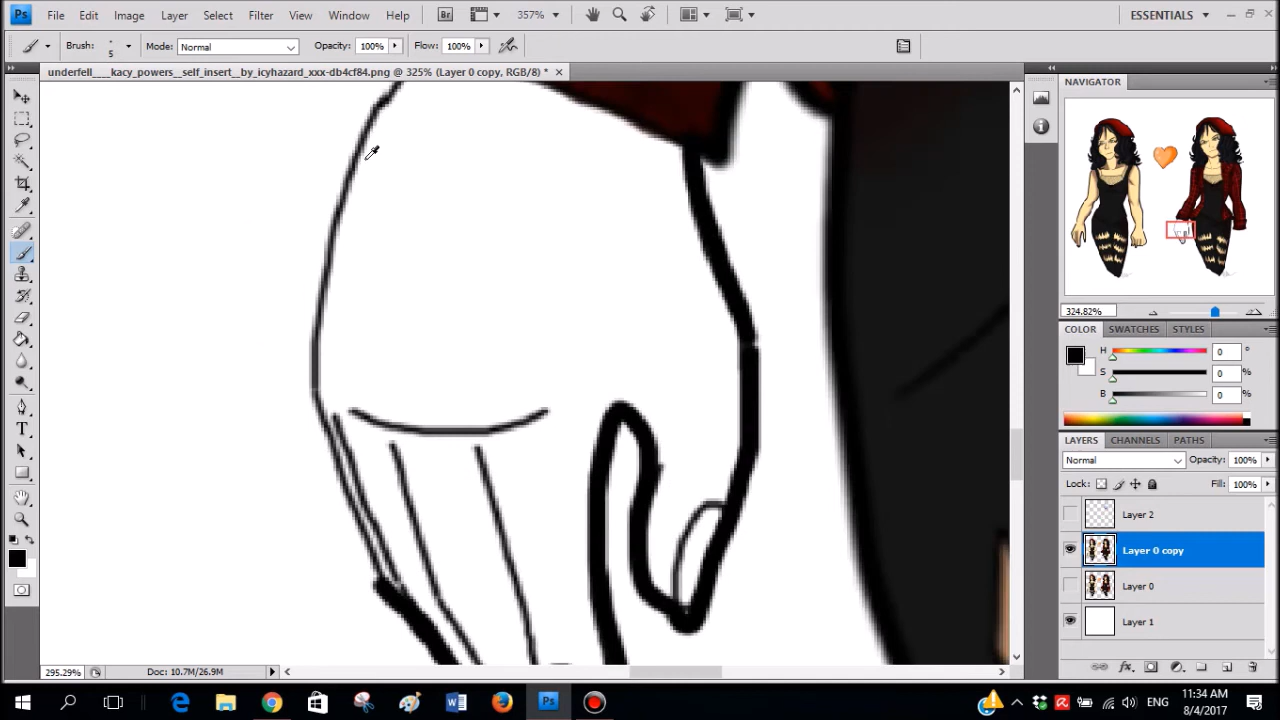 Ps File Edit Image Layer Select Filter View Window Help Br 357% ESSENTIALS
Brush: 5 Mode: Normal Opacity: 100% Flow: 100%
underfell____kacy_powers__self_insert__by_icyhazard_xxx-db4cf84.png @ 325% (Layer 0 copy, RGB/8) *
NAVIGATOR
324.82%
COLOR SWATCHES STYLES
H 0 °
S 0 %
B 0 %
LAYERS CHANNELS PATHS
Normal Opacity: 100%
Lock: Fill: 100%
Layer 2
Layer 0 copy
Layer 0
Layer 1
295.29% Doc: 10.7M/26.9M
ENG 11:34 AM
8/4/2017